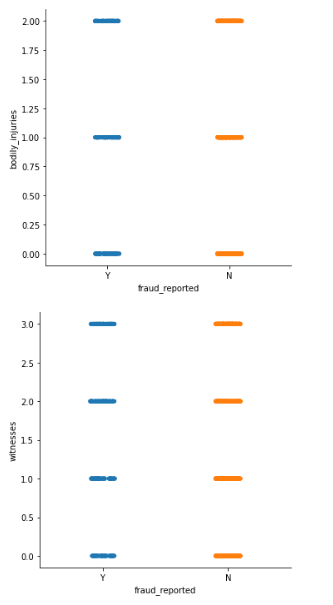 2.00
1.75
1.50
1.25
1.00
0.75
0.50
0.25
0.00
bodily_injuries
Y
N
fraud_reported
3.0
2.5
2.0
1.5
1.0
0.5
0.0
witnesses
Y
N
fraud_reported